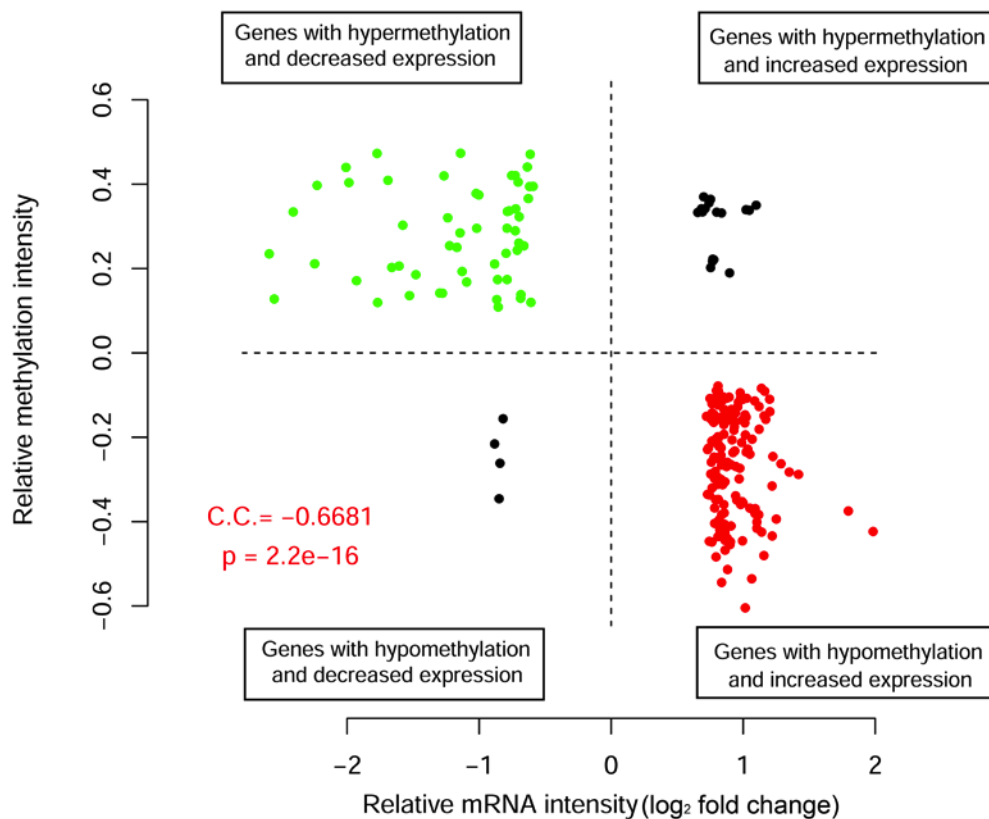 Genes with hypermethylation
and decreased expression
Genes with hypermethylation
and increased expression
Relative methylation intensity
0.6
0.4
0.2
0.0
−0.2
−0.4
−0.6
C.C.= −0.6681
p = 2.2e−16
Genes with hypomethylation
and decreased expression
Genes with hypomethylation
and increased expression
−2
−1
0
1
2
Relative mRNA intensity (log₂ fold change)